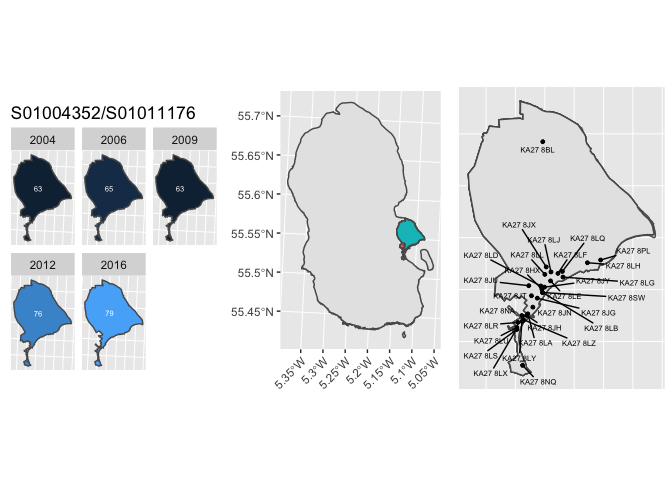 S01004352/S01011176
2004 2006 2009
63 65 63
2012 2016
76 79
55.7°N
55.65°N
55.6°N
55.55°N
55.5°N
55.45°N
5.35°W 5.3°W 5.25°W 5.2°W 5.15°W 5.1°W 5.05°W
KA27 8BL
KA27 8JX
KA27 8LJ
KA27 8LQ
KA27 8PL
KA27 8LD
KA27 8LF
KA27 8LH
KA27 8HX
KA27 8JY
KA27 8LG
KA27 8LE
KA27 8SW
KA27 8NA
KA27 8JN
KA27 8JG
KA27 8LR
KA27 8JH
KA27 8LB
KA27 8LA
KA27 8LZ
KA27 8LS
KA27 8LY
KA27 8LX
KA27 8NQ